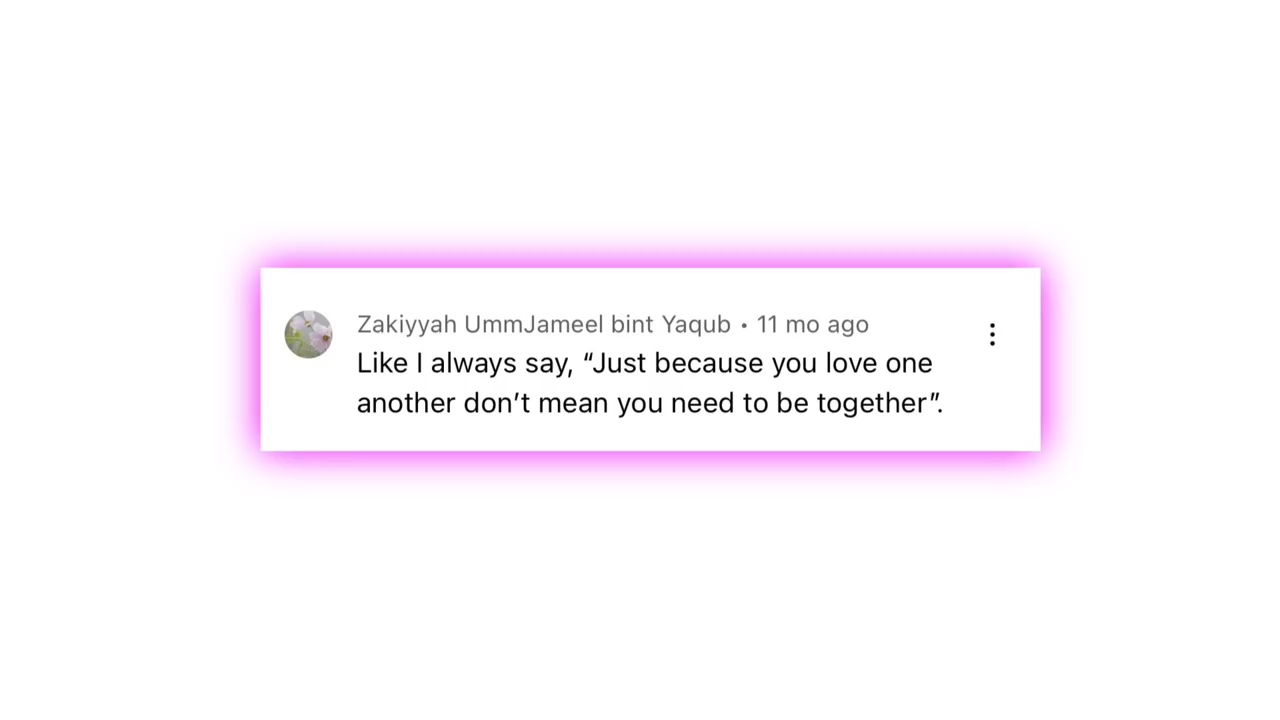 Zakiyyah UmmJameel bint Yaqub • 11 mo ago
Like I always say, “Just because you love one
another don’t mean you need to be together”.